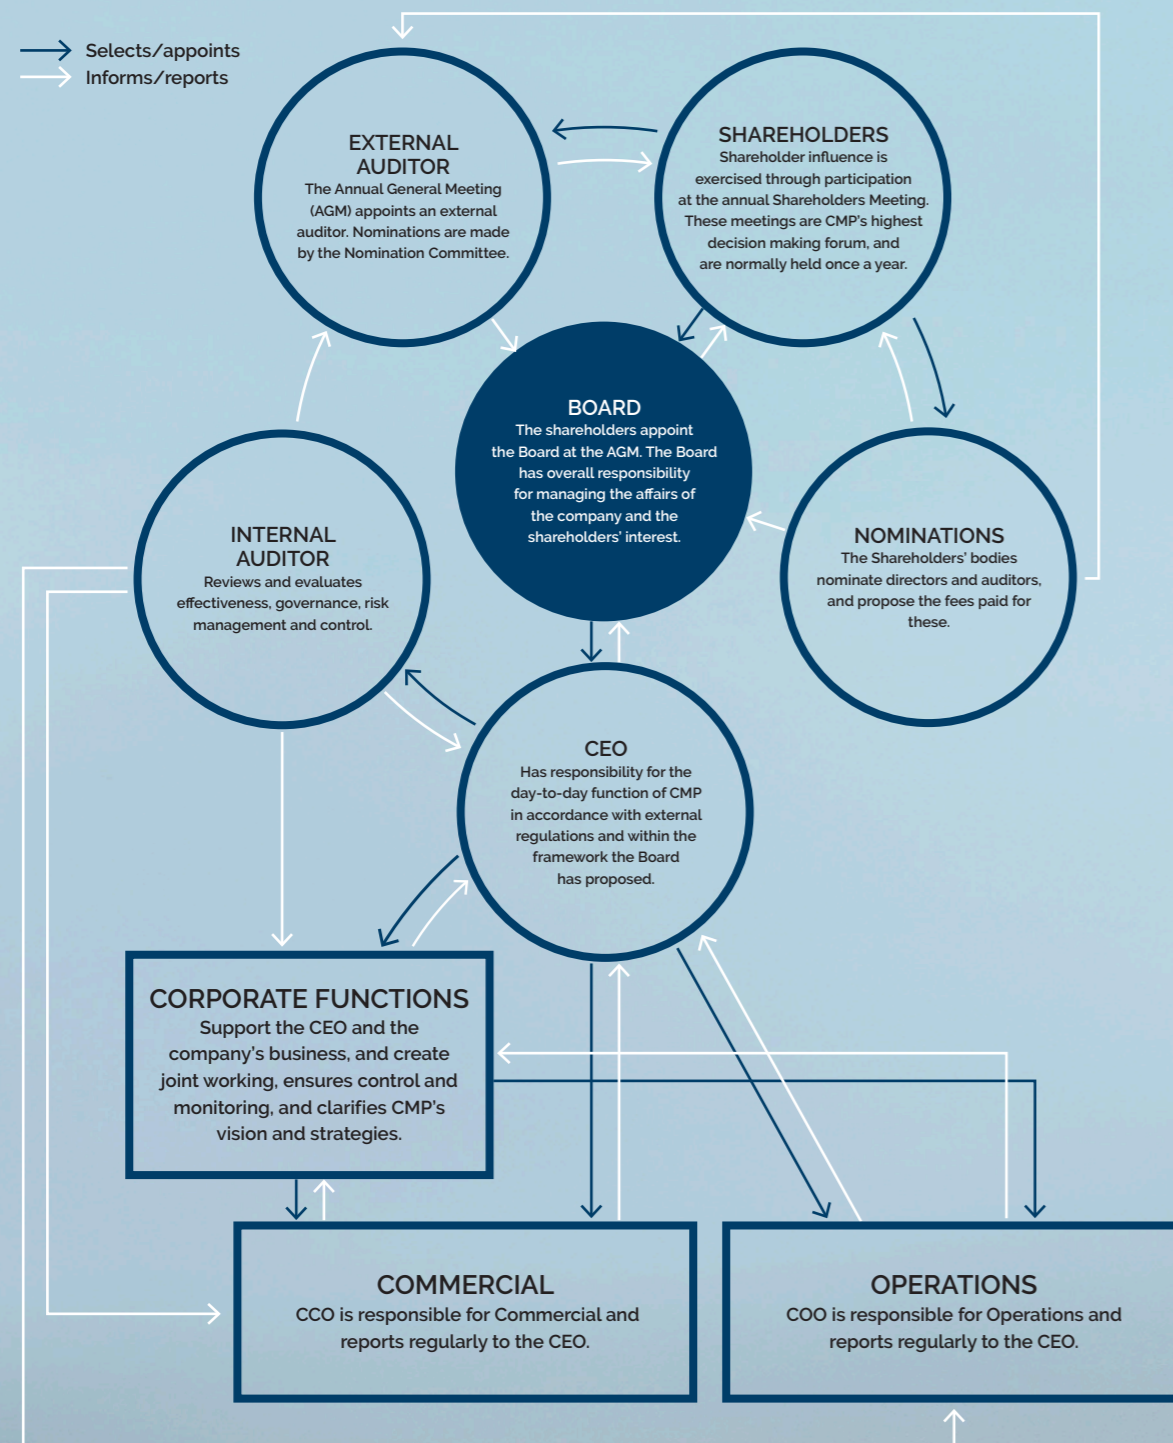 Selects/appoints
Informs/reports
EXTERNAL
AUDITOR
The Annual General Meeting
(AGM) appoints an external
auditor. Nominations are made
by the Nomination Committee.
SHAREHOLDERS
Shareholder influence is
exercised through participation
at the annual Shareholders Meeting.
These meetings are CMP's highest
decision making forum, and
are normally held once a year.
BOARD
The shareholders appoint
the Board at the AGM. The Board
has overall responsibility
for managing the affairs of
the company and the
shareholders' interest.
INTERNAL
AUDITOR
Reviews and evaluates
effectiveness, governance, risk
management and control.
NOMINATIONS
The Shareholders' bodies
nominate directors and auditors,
and propose the fees paid for
these.
CEO
Has responsibility for the
day-to-day function of CMP
in accordance with external
regulations and within the
framework the Board
has proposed.
CORPORATE FUNCTIONS
Support the CEO and the
company's business, and create
joint working, ensures control and
monitoring, and clarifies CMP's
vision and strategies.
COMMERCIAL
CCO is responsible for Commercial and
reports regularly to the CEO.
OPERATIONS
COO is responsible for Operations and
reports regularly to the CEO.